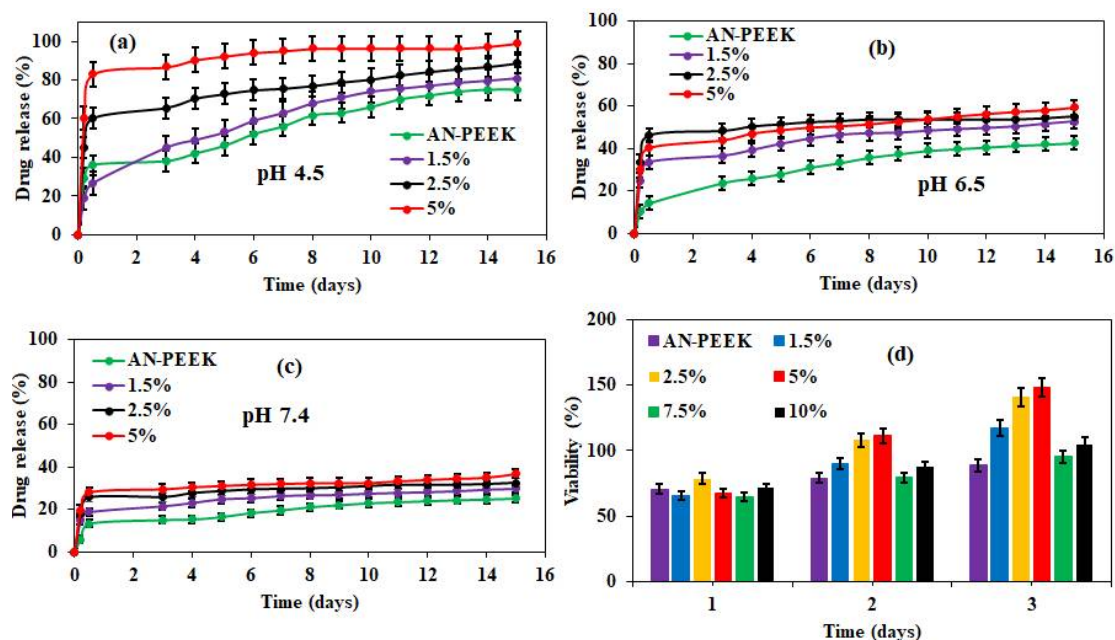 (a)
Drug release (%)
100
80
60
40
20
0
AN-PEEK
1.5%
2.5%
5%
pH 4.5
0 2 4 6 8 10 12 14 16
Time (days)
(b)
Drug release (%)
100
80
60
40
20
0
AN-PEEK
1.5%
2.5%
5%
pH 6.5
0 2 4 6 8 10 12 14 16
Time (days)
(c)
Drug release (%)
100
80
60
40
20
0
AN-PEEK
1.5%
2.5%
5%
pH 7.4
0 2 4 6 8 10 12 14 16
Time (days)
(d)
Viability (%)
200
150
100
50
0
AN-PEEK 1.5%
2.5% 5%
7.5% 10%
1 2 3
Time (days)